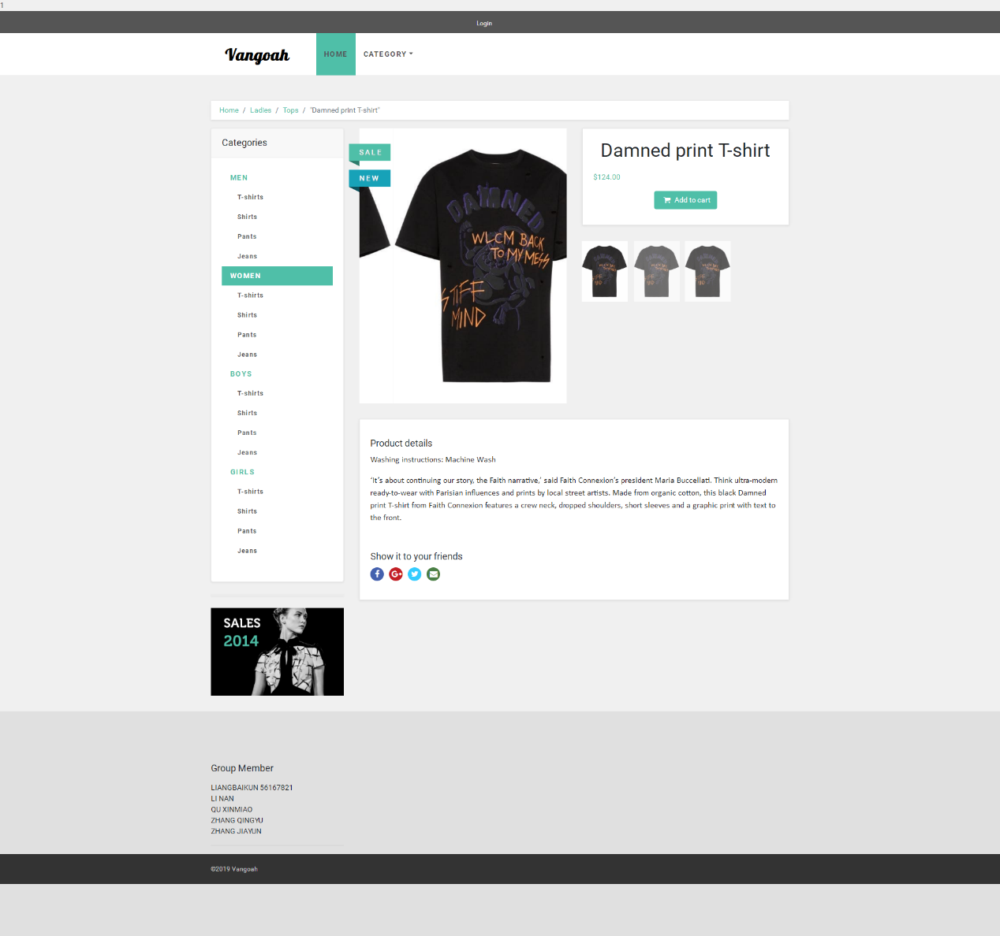 1
Login
Vangoah
HOME
CATEGORY
Home / Ladies / Tops / "Damned print T-shirt"
Categories
MEN
T-shirts
Shirts
Pants
Jeans
WOMEN
T-shirts
Shirts
Pants
Jeans
BOYS
T-shirts
Shirts
Pants
Jeans
GIRLS
T-shirts
Shirts
Pants
Jeans
SALES
2014
SALE
NEW
DAMNED
WLCM BACK
TO MY MESS
STIFF
MIND
Damned print T-shirt
$124.00
Add to cart
Product details
Washing instructions: Machine Wash
‘It’s about continuing our story, the Faith narrative,’ said Faith Connexion’s president Maria Buccellati. Think ultra-modern
ready-to-wear with Parisian influences and prints by local street artists. Made from organic cotton, this black Damned
print T-shirt from Faith Connexion features a crew neck, dropped shoulders, short sleeves and a graphic print with text to
the front.
Show it to your friends
Group Member
LIANGBAIKUN 56167821
LI NAN
QU XINMIAO
ZHANG QINGYU
ZHANG JIAYUN
©2019 Vangoah